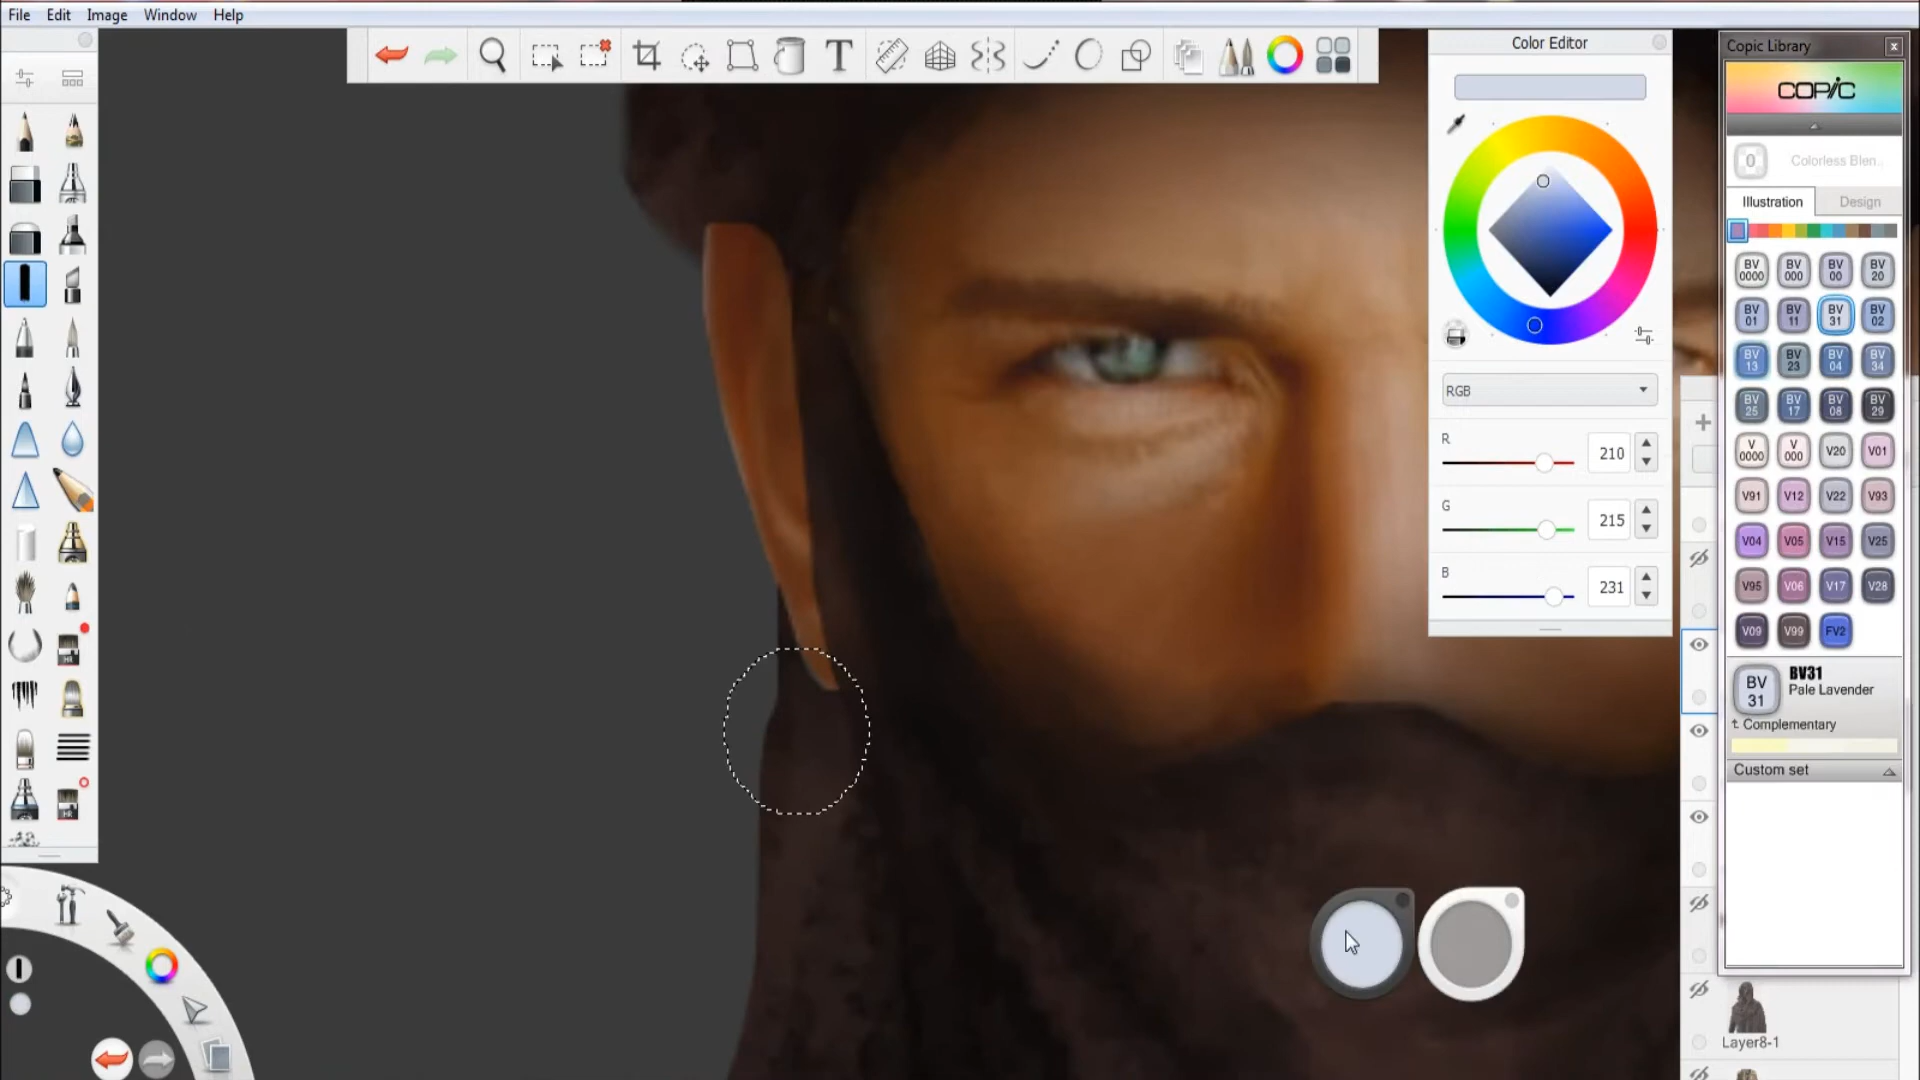 File Edit Image Window Help
T
Color Editor
RGB
R 210
G 215
B 231
Copic Library x
COPIC
0 Colorless Blen..
Illustration Design
BV 0000 BV 000 BV 00 BV 20
BV 01 BV 11 BV 31 BV 02
BV 13 BV 23 BV 04 BV 34
BV 25 BV 17 BV 08 BV 29
V 0000 V 000 V20 V01
V91 V12 V22 V93
V04 V05 V15 V25
V95 V06 V17 V28
V09 V99 FV2
BV 31 BV31
Pale Lavender
Complementary
Custom set
HR
HR
Layer8-1